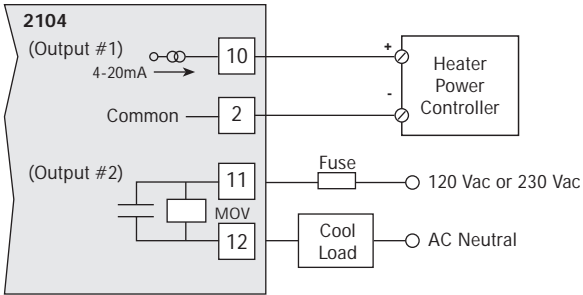 2104
(Output #1)
4-20mA
10
+
Heater
Power
Controller
-
Common
2
(Output #2)
11
Fuse
120 Vac or 230 Vac
MOV
12
Cool
Load
AC Neutral